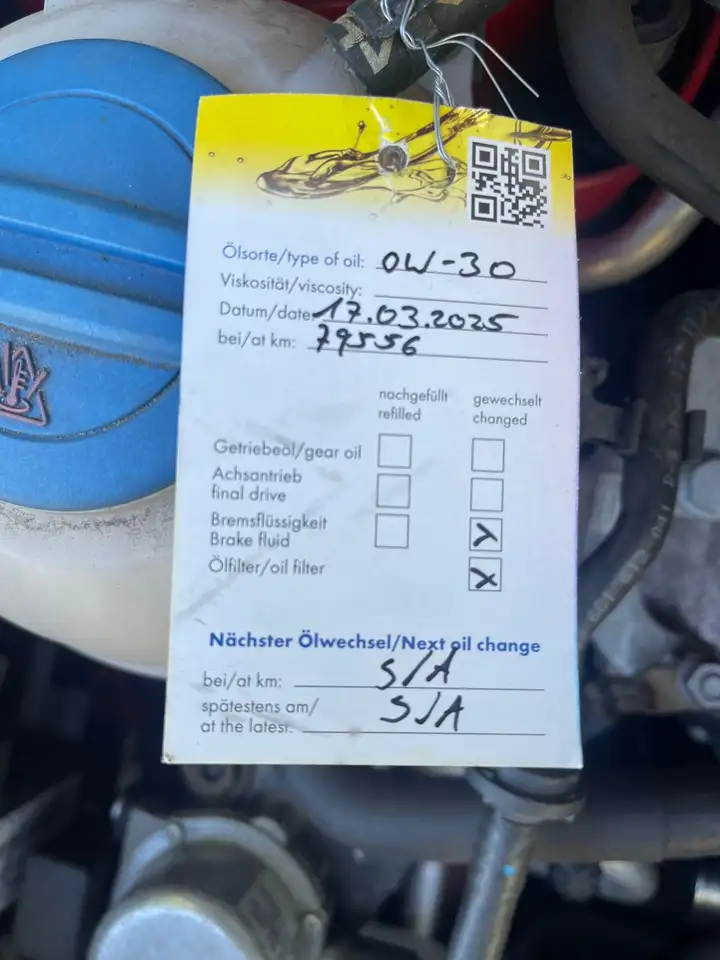 Ölsorte/type of oil: 0W-30
Viskosität/viscosity:
Datum/date: 17.03.2025
bei/at km: 79556
nachgefüllt gewechselt
refilled changed
Getriebeöl/gear oil
Achsantrieb
final drive
Bremsflüssigkeit
Brake fluid
Ölfilter/oil filter
Nächster Ölwechsel/Next oil change
bei/at km: S/A
spätestens am/ S/A
at the latest: